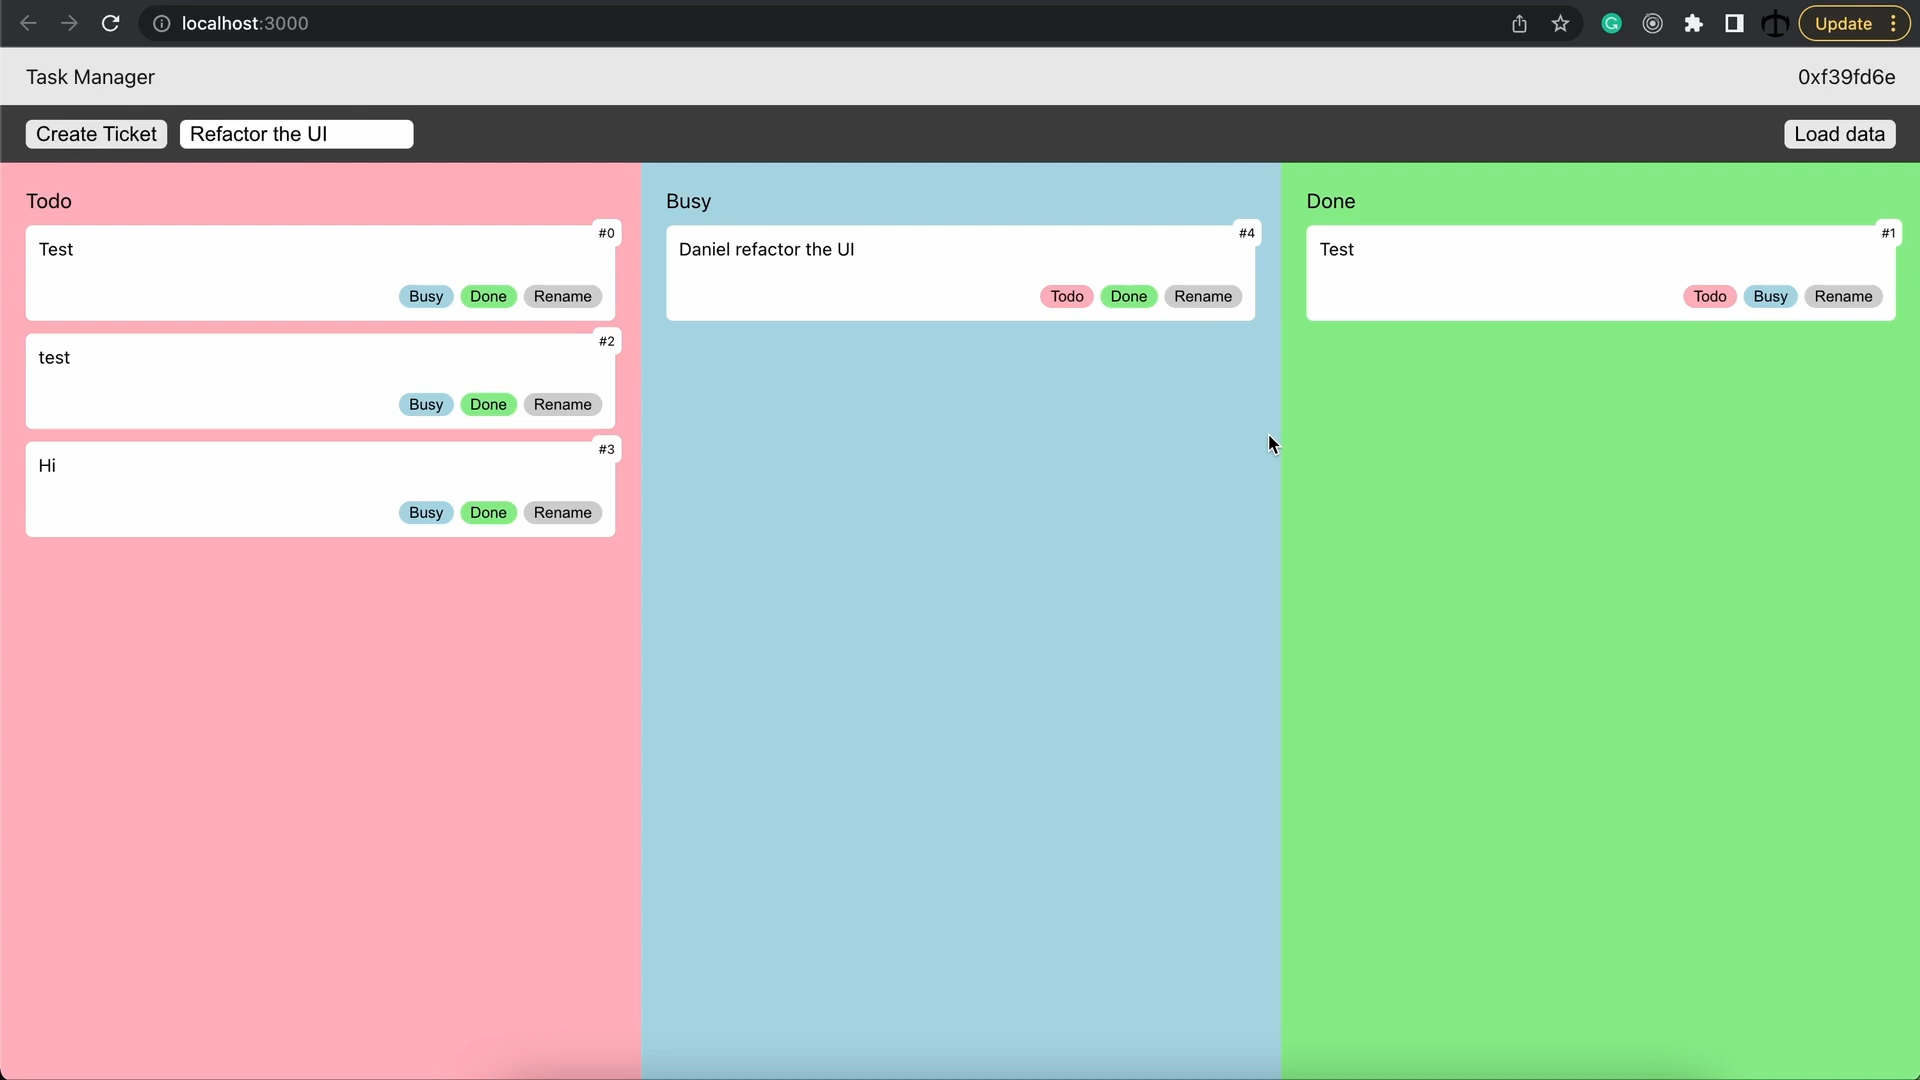 localhost:3000
Update
Task Manager
0xf39fd6e
Create Ticket
Refactor the UI
Load data
Todo
#0
Test
Busy Done Rename
#2
test
Busy Done Rename
#3
Hi
Busy Done Rename
Busy
#4
Daniel refactor the UI
Todo Done Rename
Done
#1
Test
Todo Busy Rename